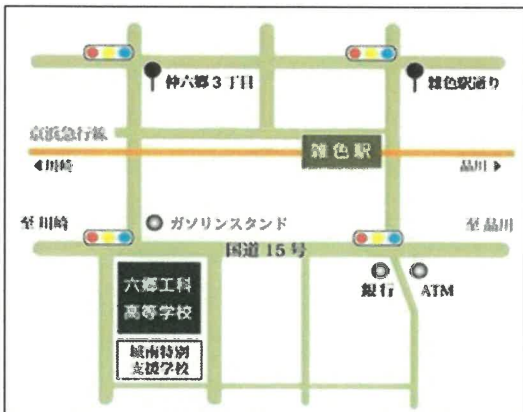 仲六郷3丁目
雑色駅通り
京浜急行線
雑色駅
◀川崎
品川▶
至川崎
ガソリンスタンド
至品川
国道15号
銀行
ATM
六郷工科
高等学校
城南特別
支援学校